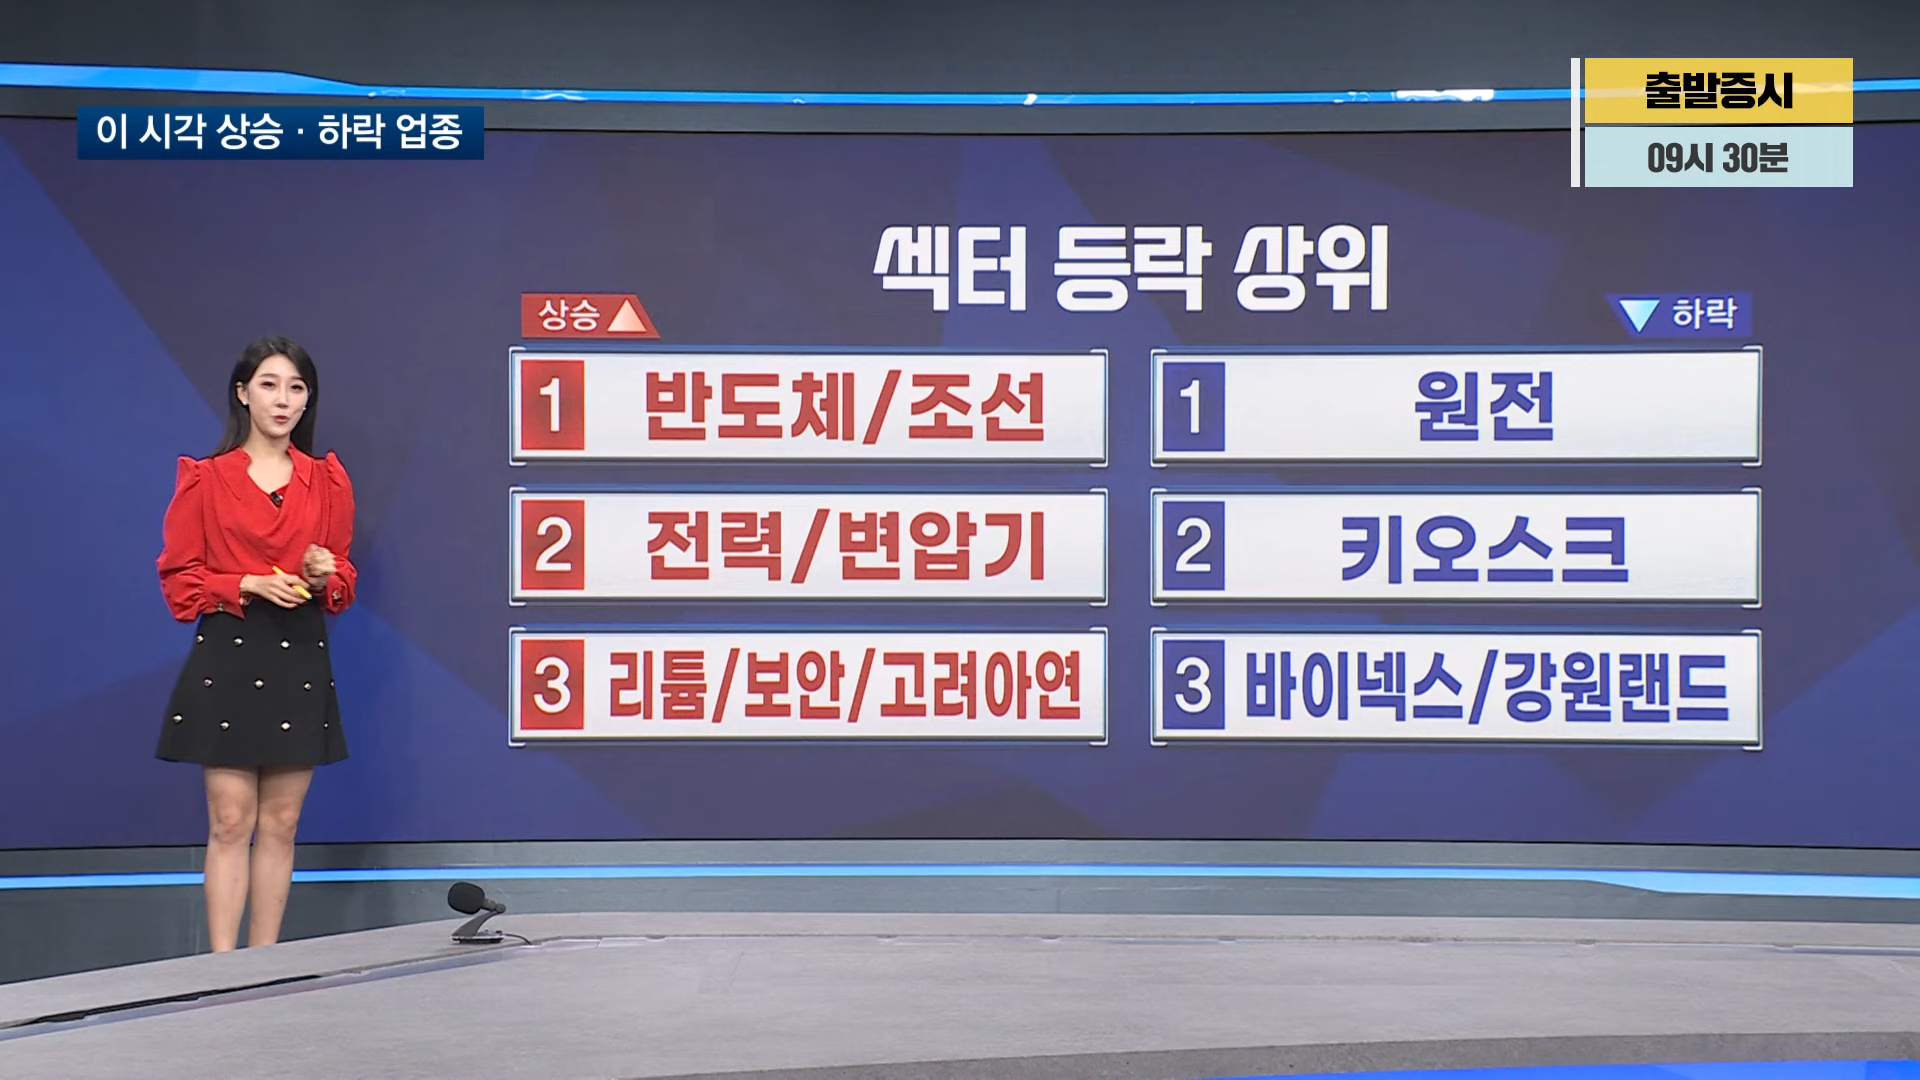 이 시각 상승 · 하락 업종
출발증시
09시 30분
섹터 등락 상위
상승
1 반도체/조선
2 전력/변압기
3 리튬/보안/고려아연
하락
1 원전
2 키오스크
3 바이넥스/강원랜드